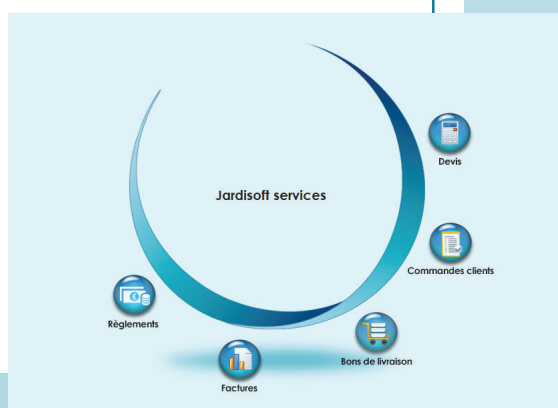 Devis
Jardisoft services
Commandes clients
Règlements
Bons de livraison
Factures